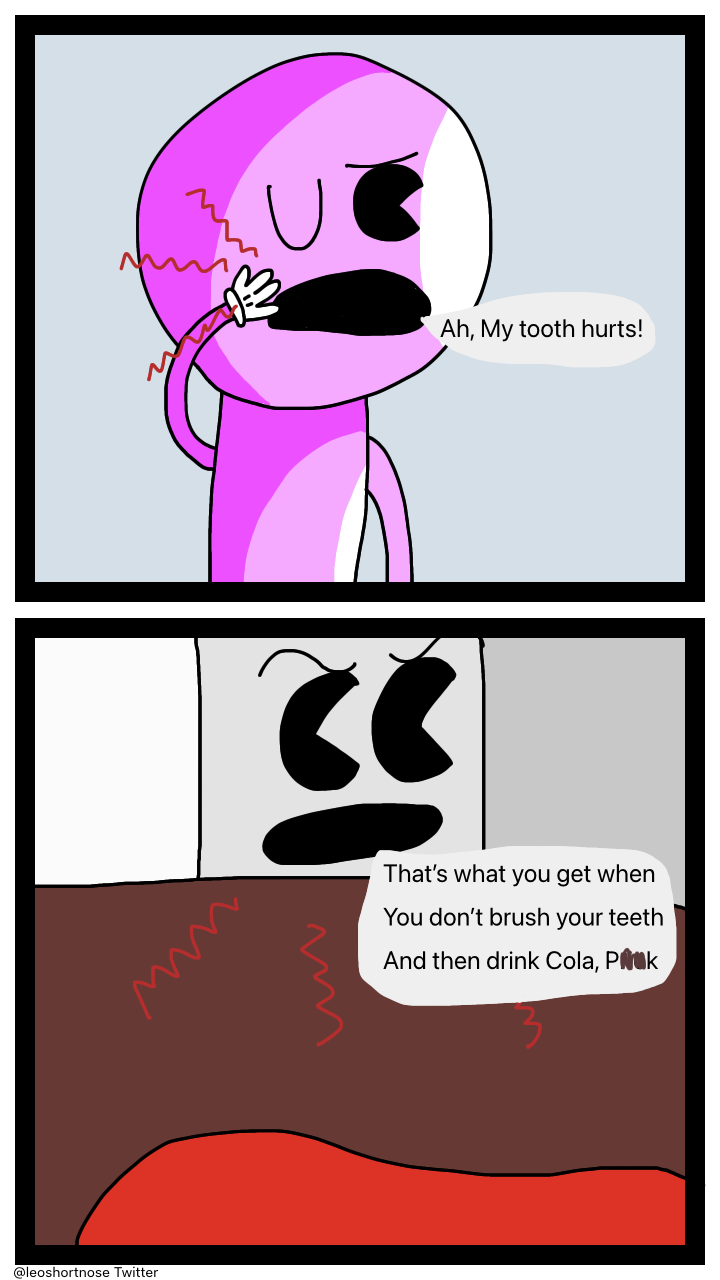 Ah, My tooth hurts!
That's what you get when
You don't brush your teeth
And then drink Cola,
@leoshortnose Twitter